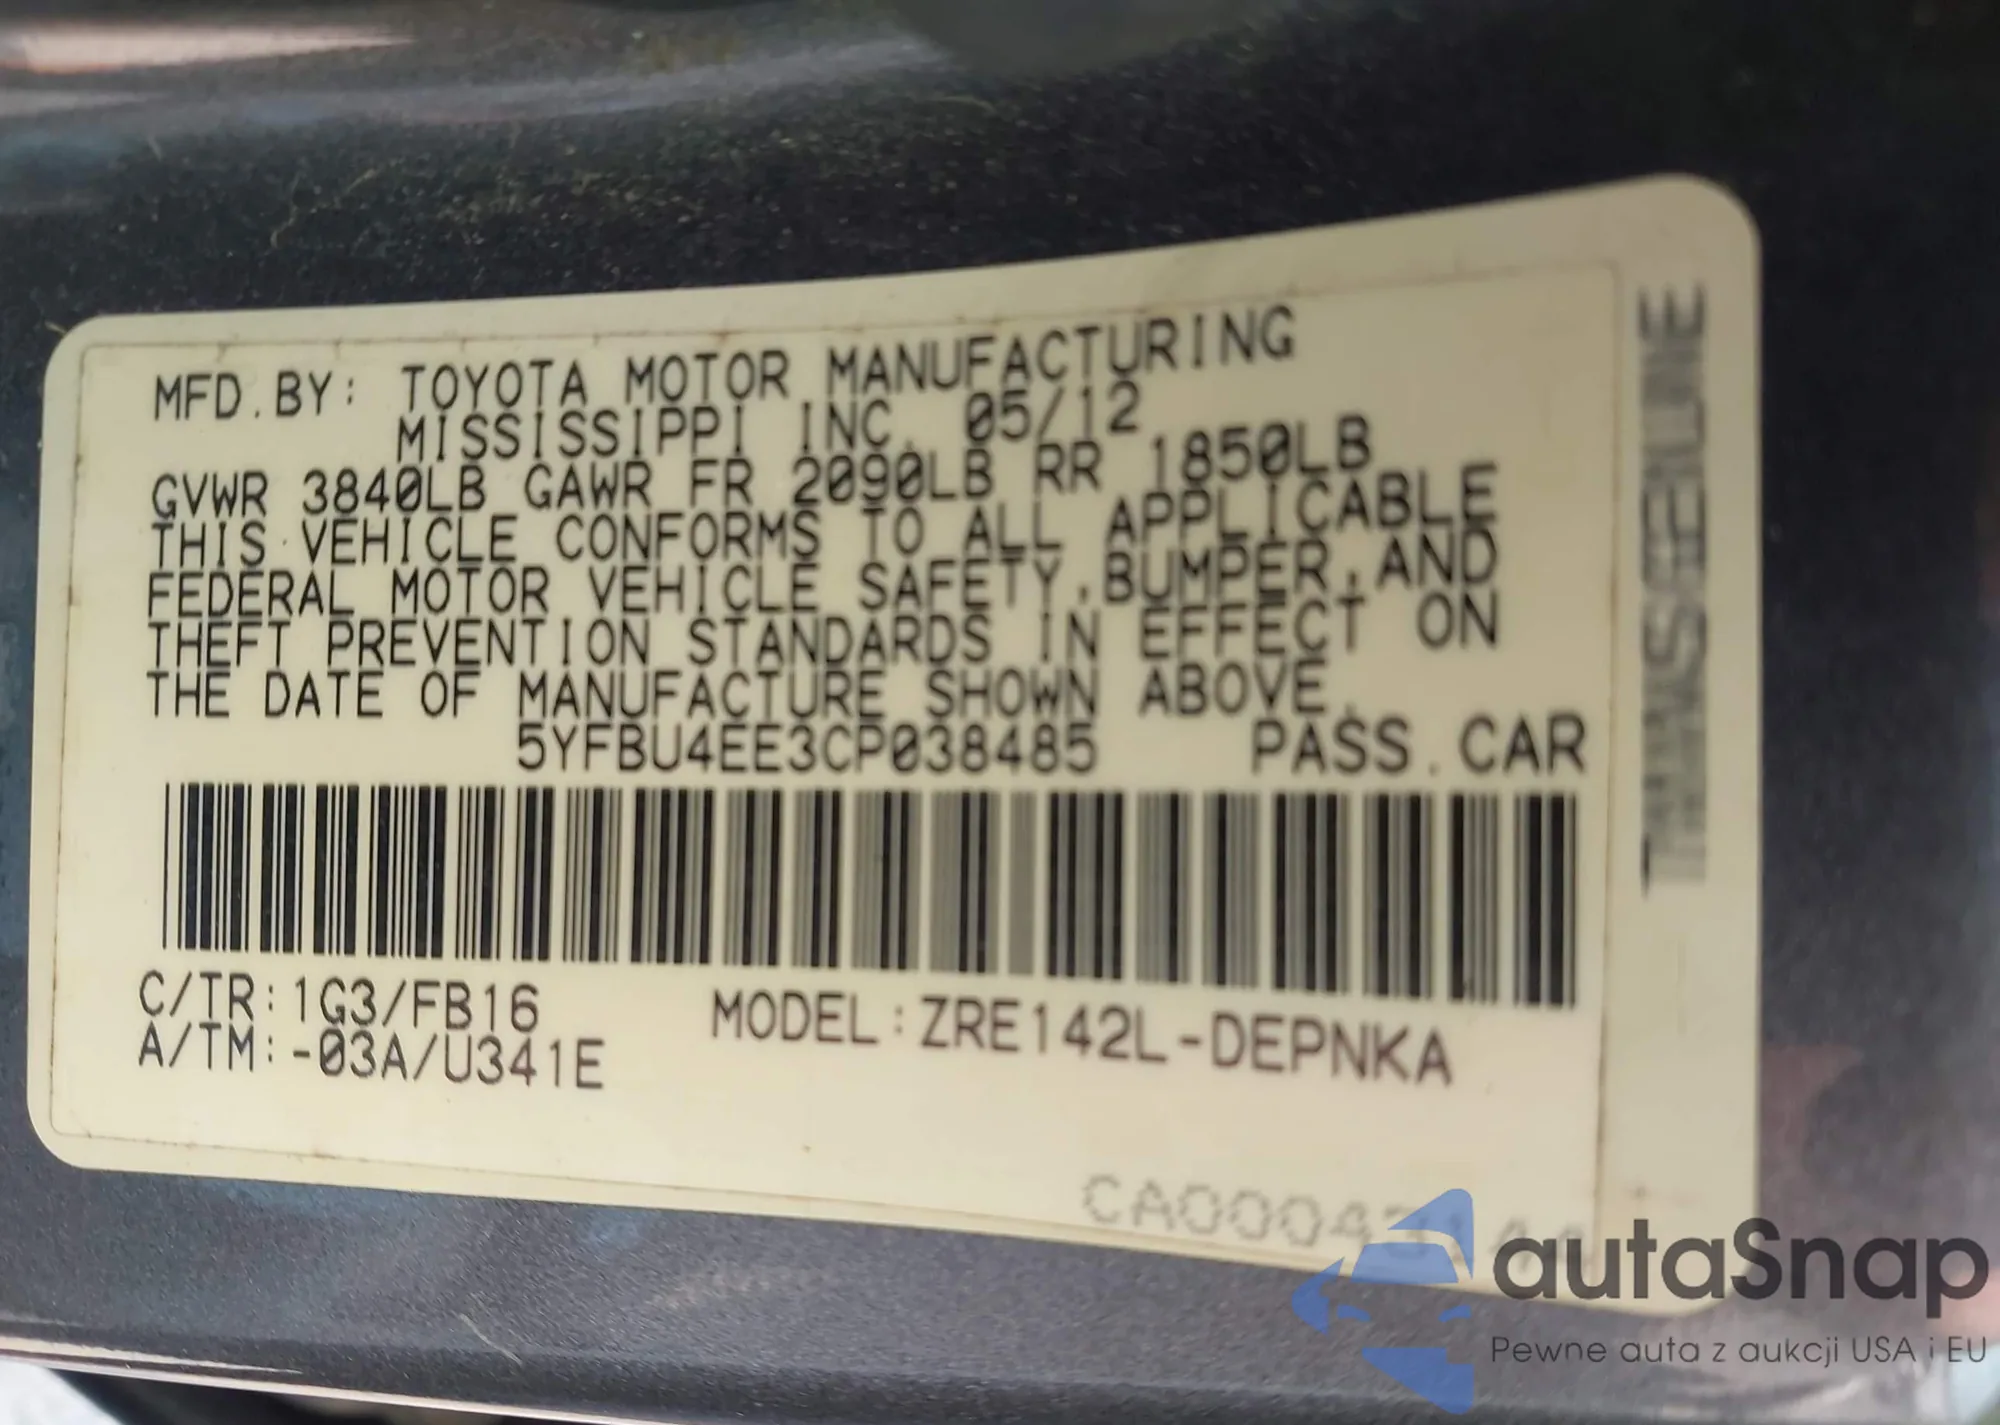 MFD.BY: TOYOTA MOTOR MANUFACTURING
MISSISSIPPI INC. 05/12
GVWR 3840LB GAWR FR 2090LB RR 1850LB
THIS VEHICLE CONFORMS TO ALL APPLICABLE
FEDERAL MOTOR VEHICLE SAFETY,BUMPER,AND
THEFT PREVENTION STANDARDS IN EFFECT ON
THE DATE OF MANUFACTURE SHOWN ABOVE.
5YFBU4EE3CP038485 PASS.CAR
C/TR:1G3/FB16 MODEL:ZRE142L-DEPNKA
A/TM:-03A/U341E
autaSnap
Pewne auta z aukcji USA i EU